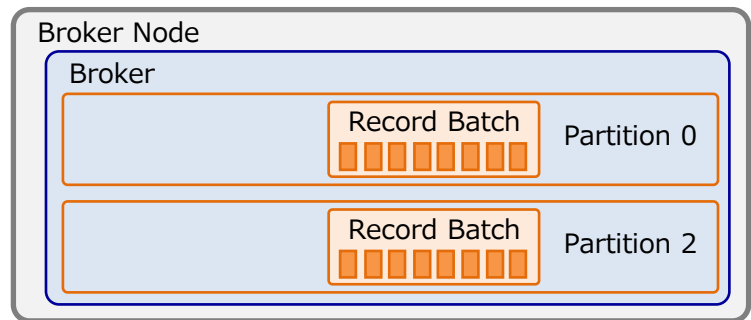 Broker Node
Broker
Record Batch
Partition 0
Record Batch
Partition 2